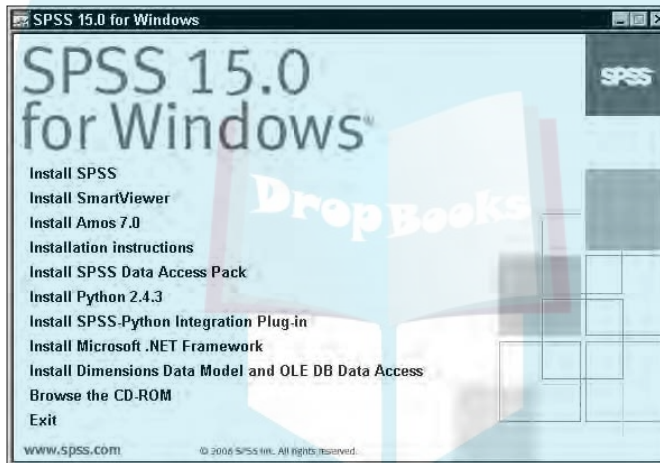 SPSS 15.0 for Windows
SPSS 15.0
for Windows®
SPSS
Install SPSS
Install SmartViewer
Install Amos 7.0
Installation instructions
Install SPSS Data Access Pack
Install Python 2.4.3
Install SPSS-Python Integration Plug-in
Install Microsoft .NET Framework
Install Dimensions Data Model and OLE DB Data Access
Browse the CD-ROM
Exit
www.spss.com
© 2006 SPSS Inc. All rights reserved.
DropBooks